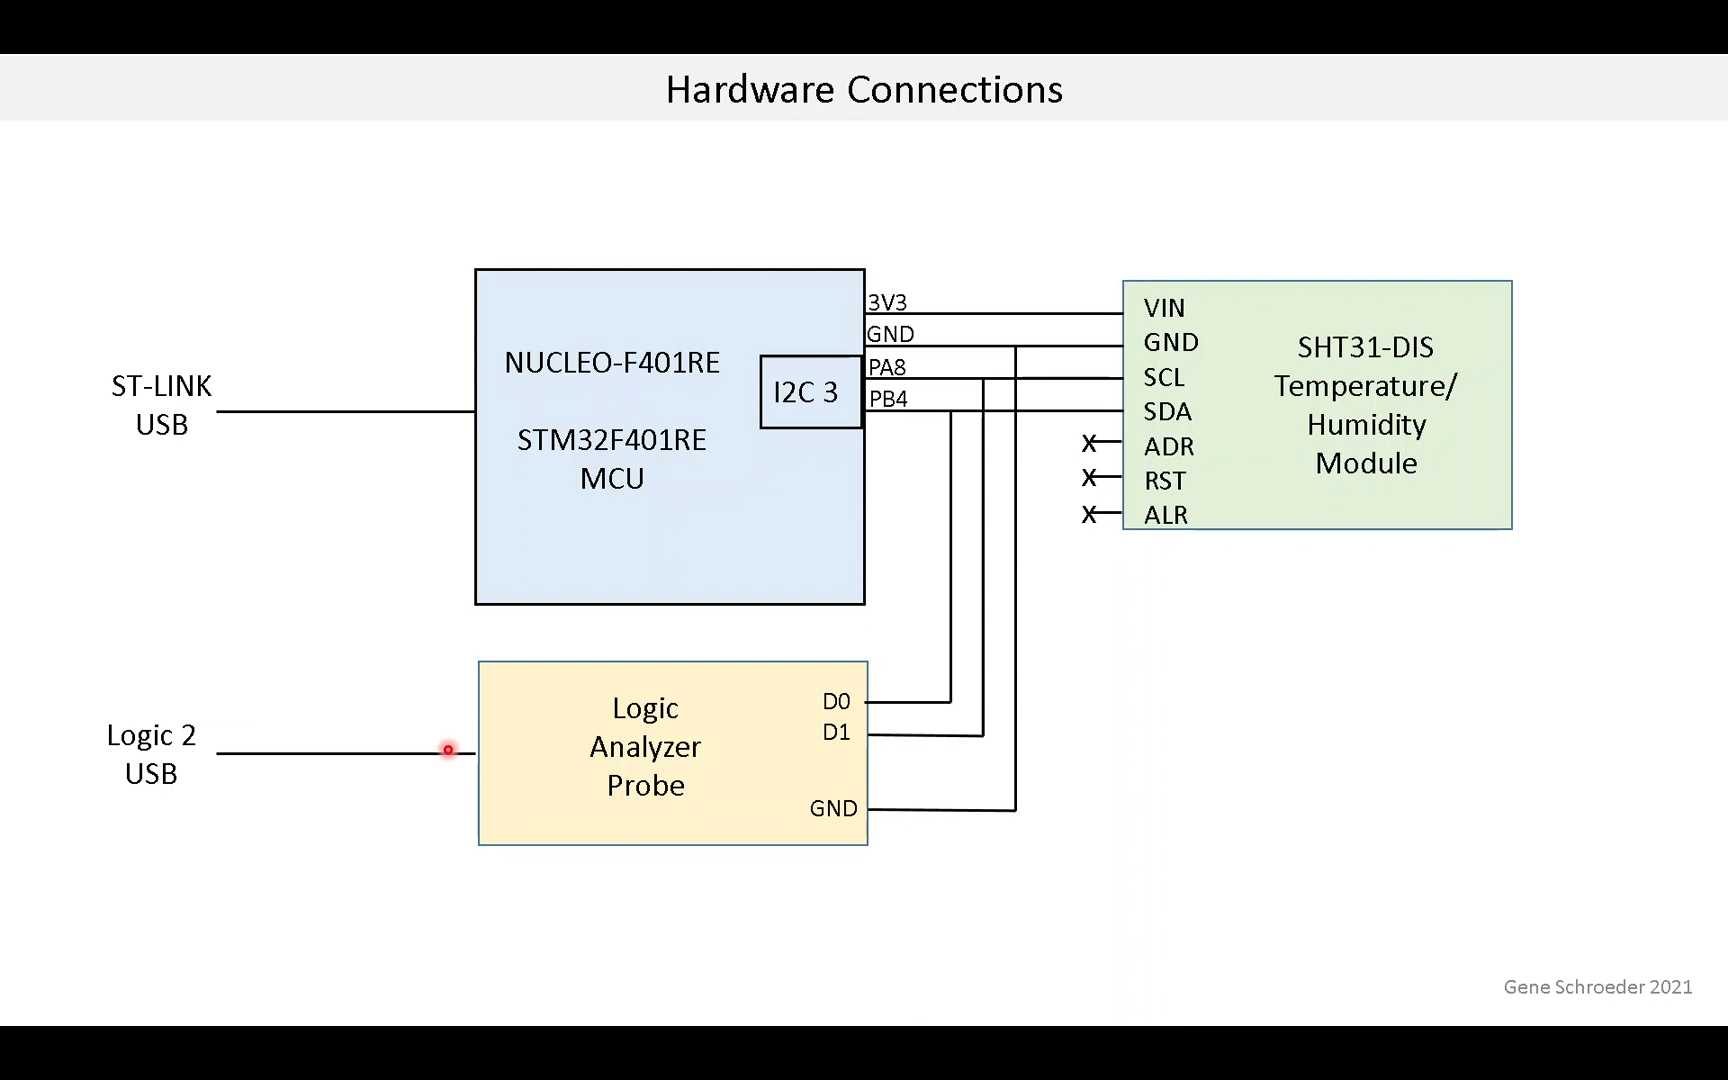 Hardware Connections
ST-LINK
USB
NUCLEO-F401RE
STM32F401RE
MCU
I2C 3
3V3
GND
PA8
PB4
VIN
GND
SCL
SDA
X ADR
X RST
X ALR
SHT31-DIS
Temperature/
Humidity
Module
Logic 2
USB
Logic
Analyzer
Probe
D0
D1
GND
Gene Schroeder 2021